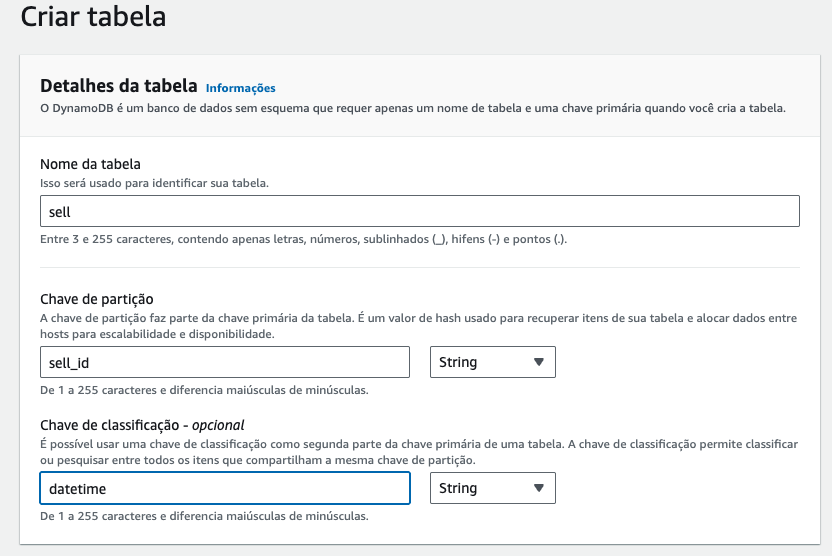 Criar tabela
Detalhes da tabela Informações
O DynamoDB é um banco de dados sem esquema que requer apenas um nome de tabela e uma chave primária quando você cria a tabela.
Nome da tabela
Isso será usado para identificar sua tabela.
sell
Entre 3 e 255 caracteres, contendo apenas letras, números, sublinhados (_), hifens (-) e pontos (.).
Chave de partição
A chave de partição faz parte da chave primária da tabela. É um valor de hash usado para recuperar itens de sua tabela e alocar dados entre
hosts para escalabilidade e disponibilidade.
sell_id String
De 1 a 255 caracteres e diferencia maiúsculas de minúsculas.
Chave de classificação - opcional
É possível usar uma chave de classificação como segunda parte da chave primária de uma tabela. A chave de classificação permite classificar
ou pesquisar entre todos os itens que compartilham a mesma chave de partição.
datetime String
De 1 a 255 caracteres e diferencia maiúsculas de minúsculas.